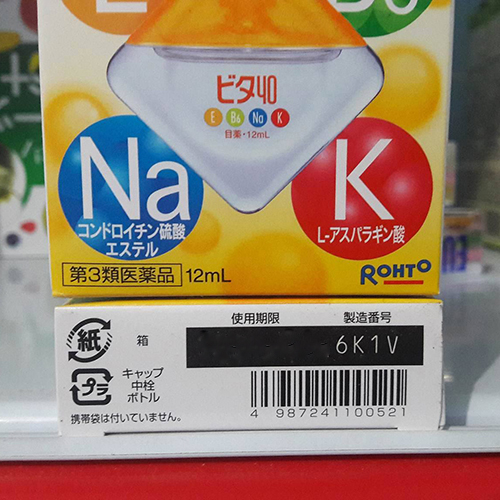 E
B6
ビタ40
E B6 Na K
目薬・12mL
Na
コンドロイチン硫酸
エステル
K
L-アスパラギン酸
第3類医薬品 12mL
ROHTO
使用期限 製造番号
6K1V
紙 箱
プラ
キャップ
中栓
ボトル
携帯袋は付いていません。
4 987241100521